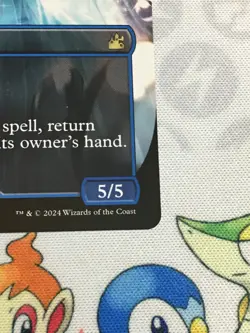 spell, return
its owner's hand.
5/5
™ & © 2024 Wizards of the Coast